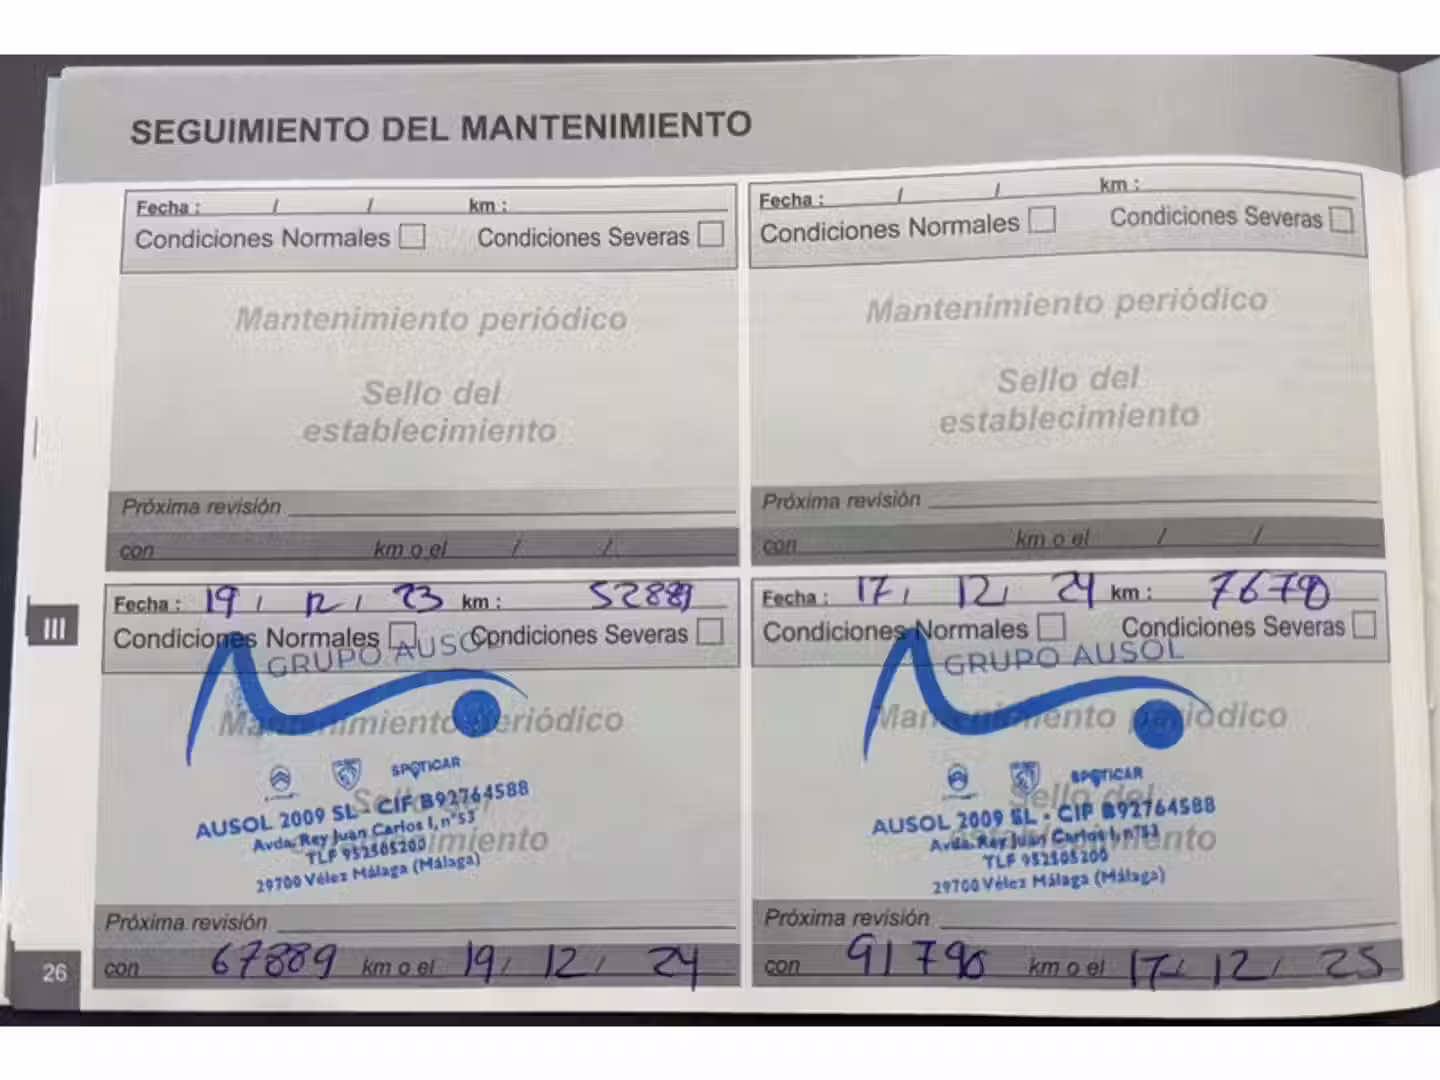 SEGUIMIENTO DEL MANTENIMIENTO
Fecha : / / km :
Condiciones Normales Condiciones Severas
Mantenimiento periódico
Sello del
establecimiento
Próxima revisión
con km o el / /
Fecha : / / km :
Condiciones Normales Condiciones Severas
Mantenimiento periódico
Sello del
establecimiento
Próxima revisión
con km o el / /
Fecha : 19 / 12 / 23 km : 52889
Condiciones Normales Condiciones Severas
GRUPO AUSOL
Mantenimiento periódico
SPOTICAR
Sello del
AUSOL 2009 SL - CIF B92764588
Avda. Rey Juan Carlos I, nº53
establecimiento
TLF 952505200
29700 Vélez Málaga (Málaga)
Próxima revisión
con 67889 km o el 19 / 12 / 24
Fecha : 17 / 12 / 24 km :
Condiciones Normales Condiciones Severas
GRUPO AUSOL
Mantenimiento periódico
SPOTICAR
Sello del
AUSOL 2009 SL - CIF B92764588
Avda. Rey Juan Carlos I, nº53
establecimiento
TLF 952505200
29700 Vélez Málaga (Málaga)
Próxima revisión
con 91790 km o el 17 / 12 / 25
III
26